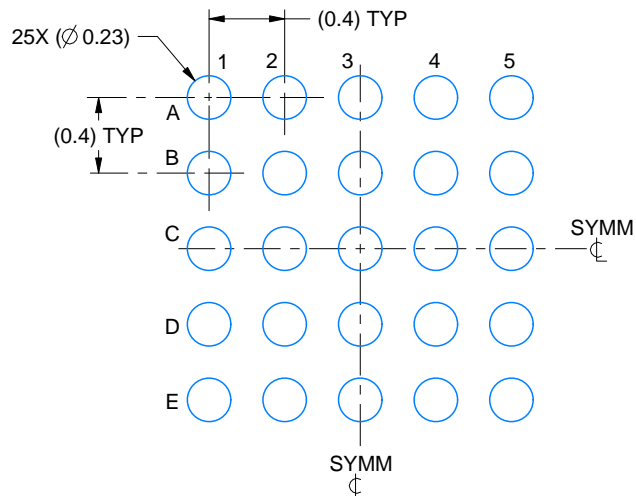 (0.4) TYP
25X (∅ 0.23)
1 2 3 4 5
A
(0.4) TYP
B
C
SYMM
℄
D
E
SYMM
℄